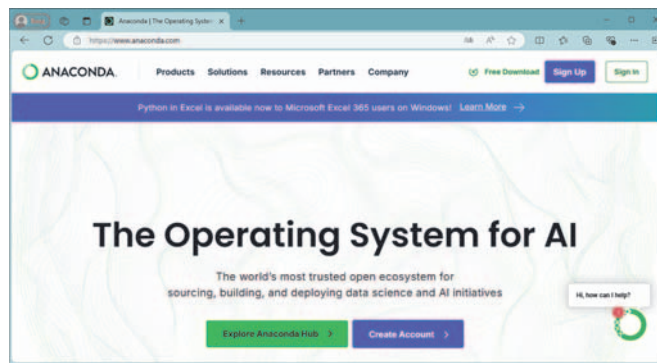 Anaconda | The Operating System
https://www.anaconda.com
ANACONDA. Products Solutions Resources Partners Company Free Download Sign Up Sign In
Python in Excel is available now to Microsoft Excel 365 users on Windows! Learn More →
The Operating System for AI
The world's most trusted open ecosystem for
sourcing, building, and deploying data science and AI initiatives
Hi, how can I help?
Explore Anaconda Hub >
Create Account >